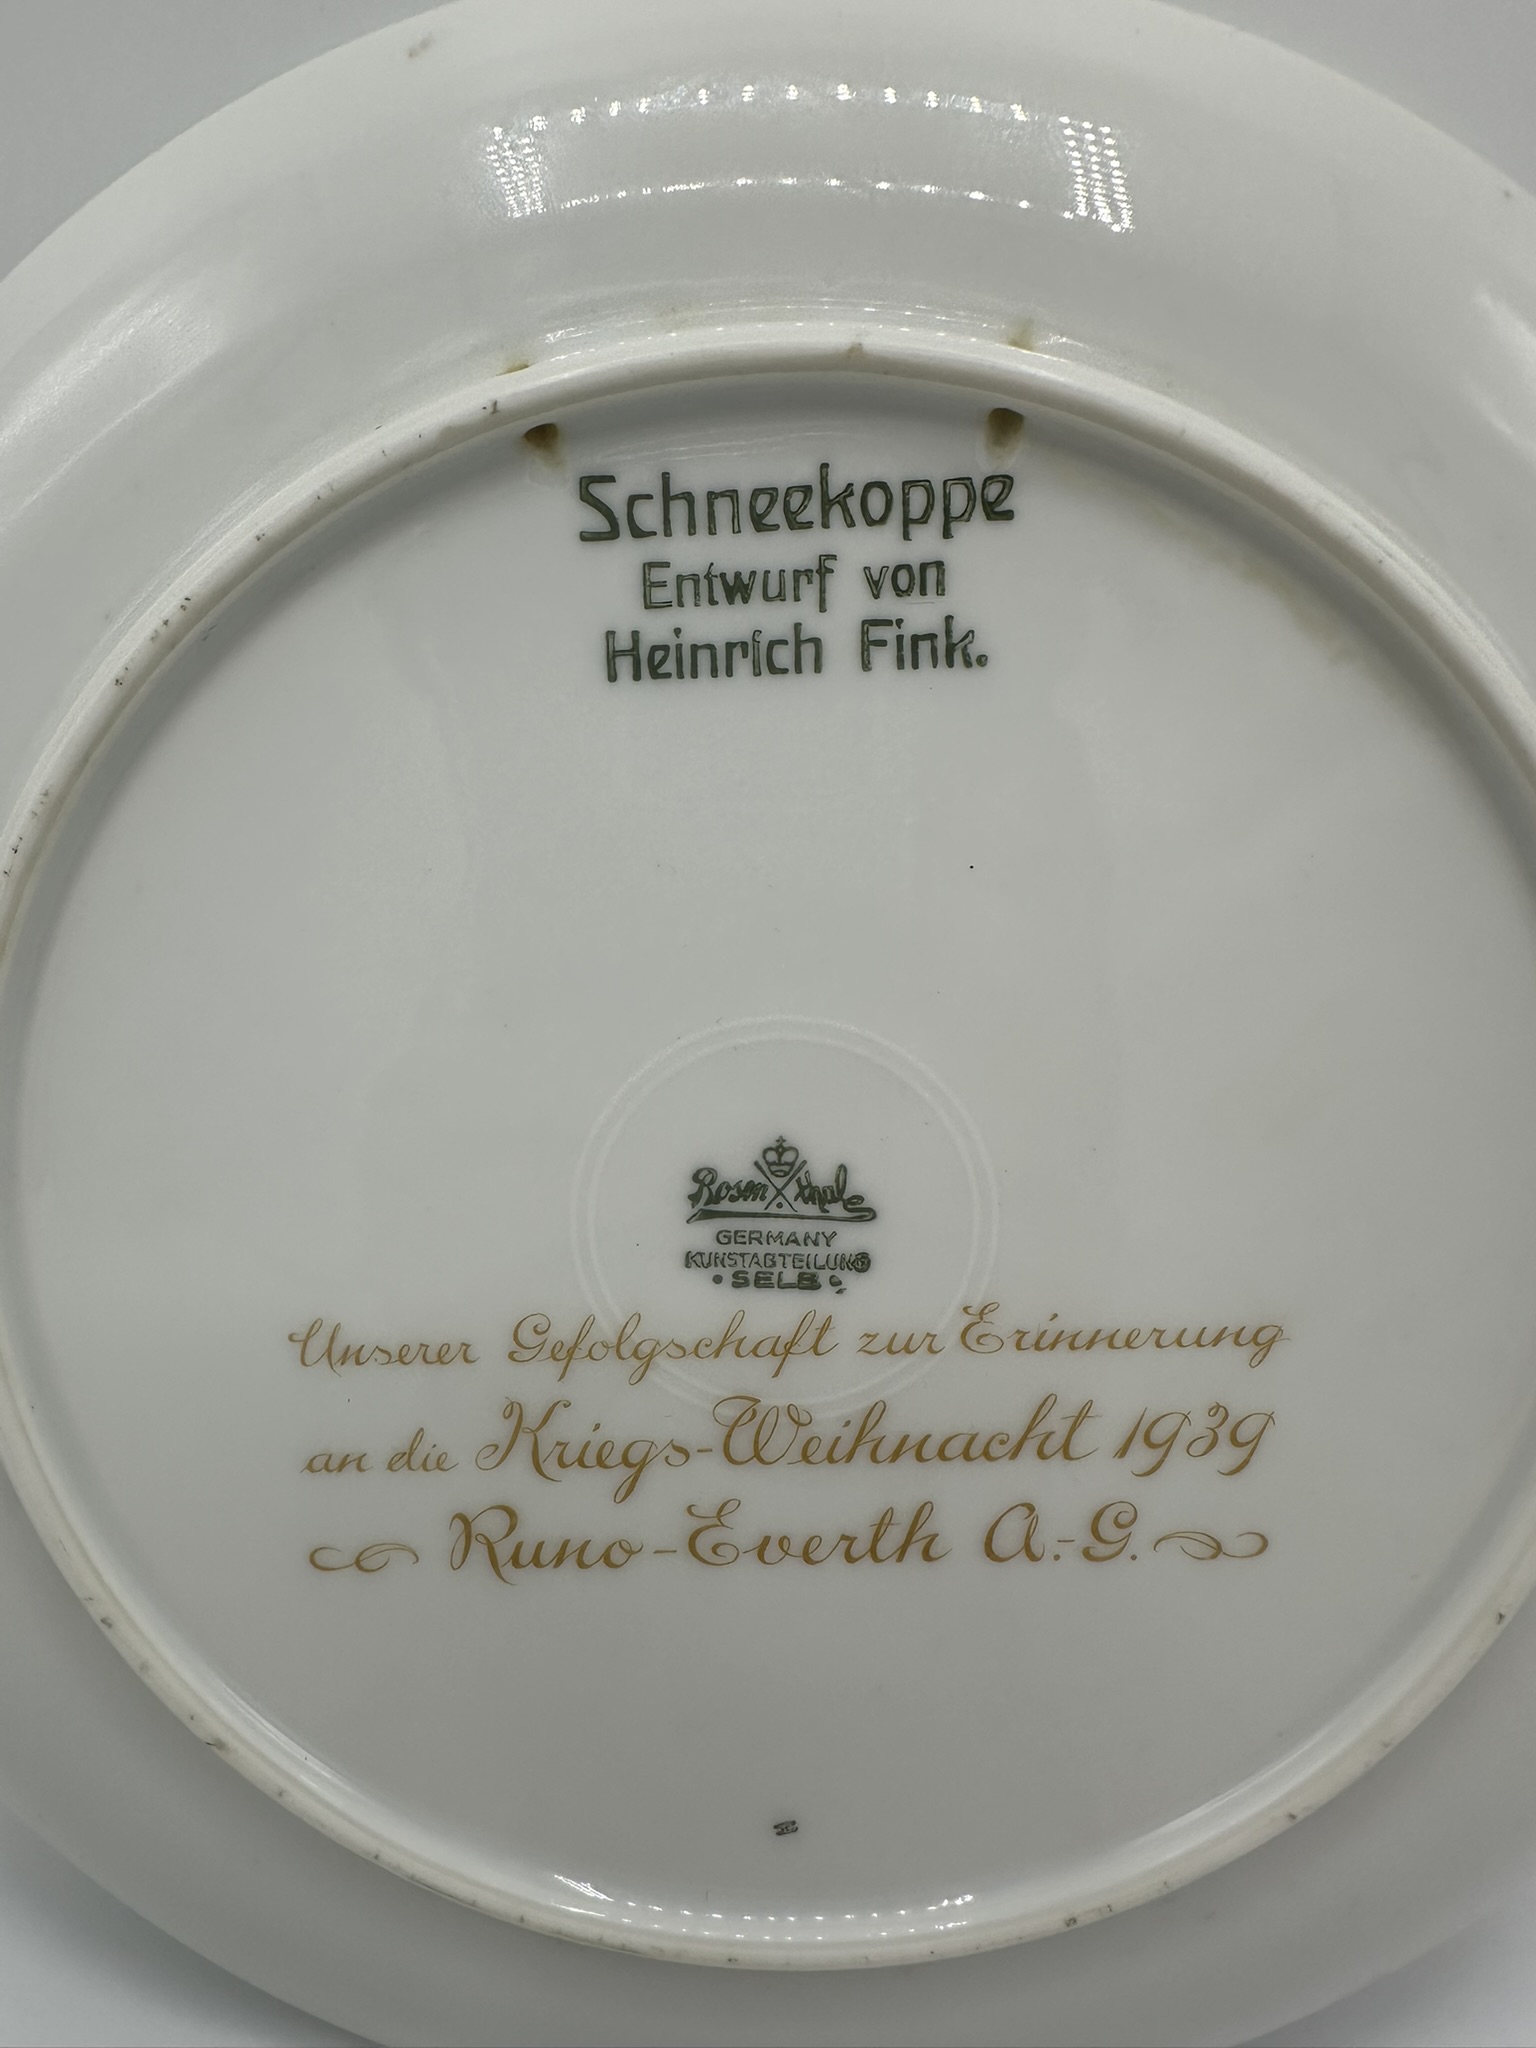 Schneekoppe
Entwurf von
Heinrich Fink.
Rosenthal
GERMANY
KUNSTABTEILUNG
• SELB •
Unserer Gefolgschaft zur Erinnerung
an die Kriegs-Weihnacht 1939
Runo-Everth A.-G.